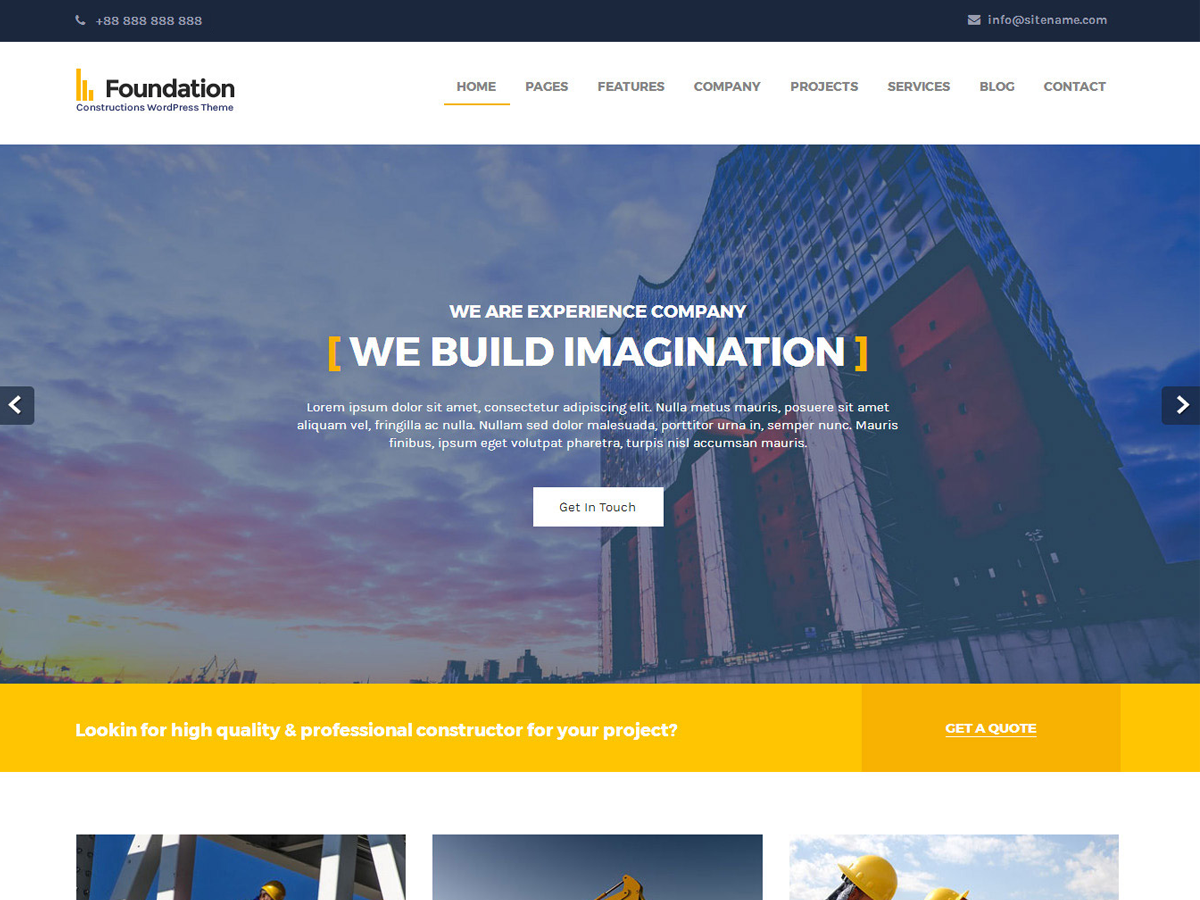 +88 888 888 888
info@sitename.com
Foundation
Constructions WordPress Theme
HOME PAGES FEATURES COMPANY PROJECTS SERVICES BLOG CONTACT
WE ARE EXPERIENCE COMPANY
[ WE BUILD IMAGINATION ]
Lorem ipsum dolor sit amet, consectetur adipiscing elit. Nulla metus mauris, posuere sit amet
aliquam vel, fringilla ac nulla. Nullam sed dolor malesuada, porttitor urna in, semper nunc. Mauris
finibus, ipsum eget volutpat pharetra, turpis nisl accumsan mauris.
Get In Touch
Lookin for high quality & professional constructor for your project?
GET A QUOTE